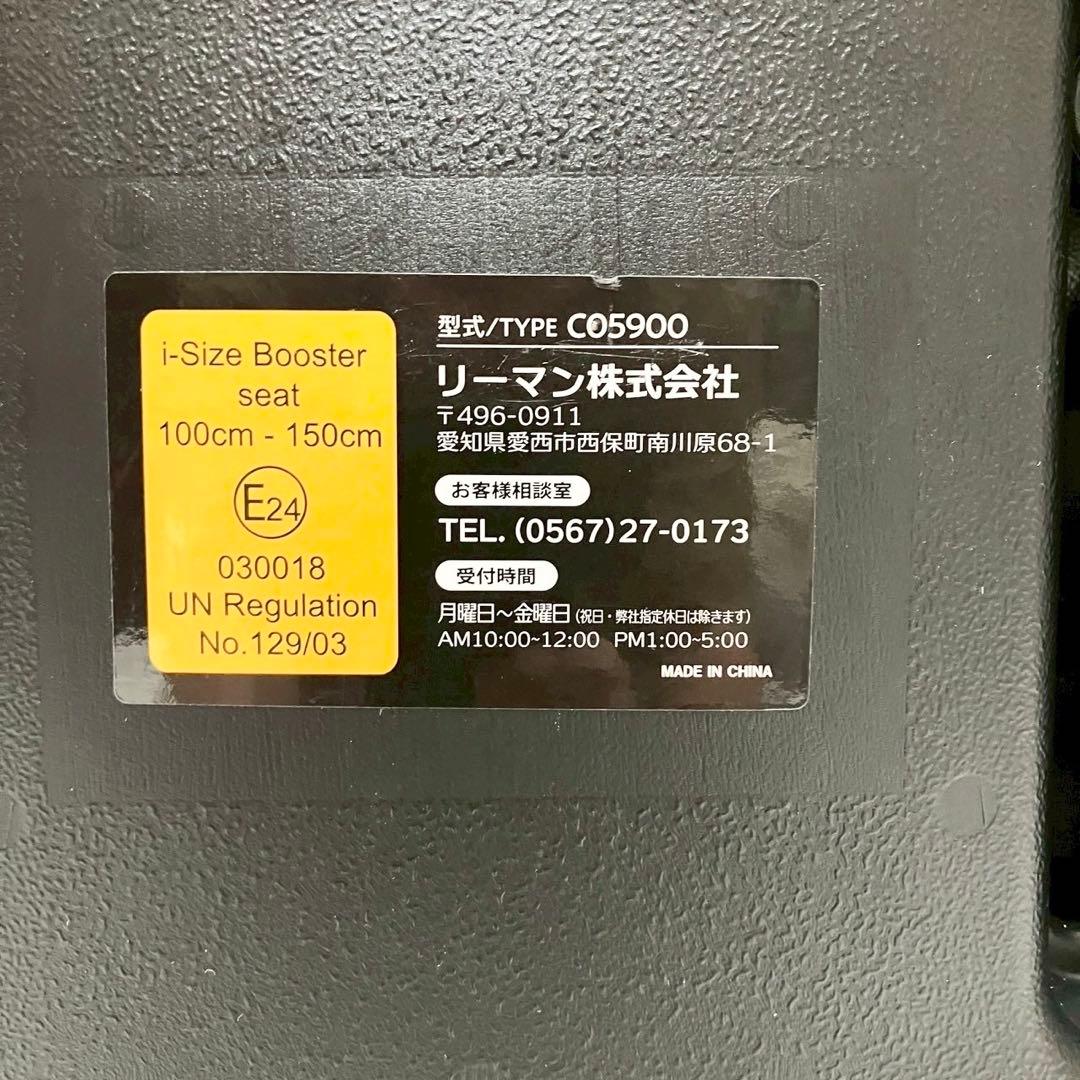 i-Size Booster
seat
100cm - 150cm
E24
030018
UN Regulation
No.129/03
型式/TYPE C05900
リーマン株式会社
〒496-0911
愛知県愛西市西保町南川原68-1
お客様相談室
TEL. (0567)27-0173
受付時間
月曜日~金曜日(祝日・弊社指定休日は除きます)
AM10:00~12:00 PM1:00~5:00
MADE IN CHINA